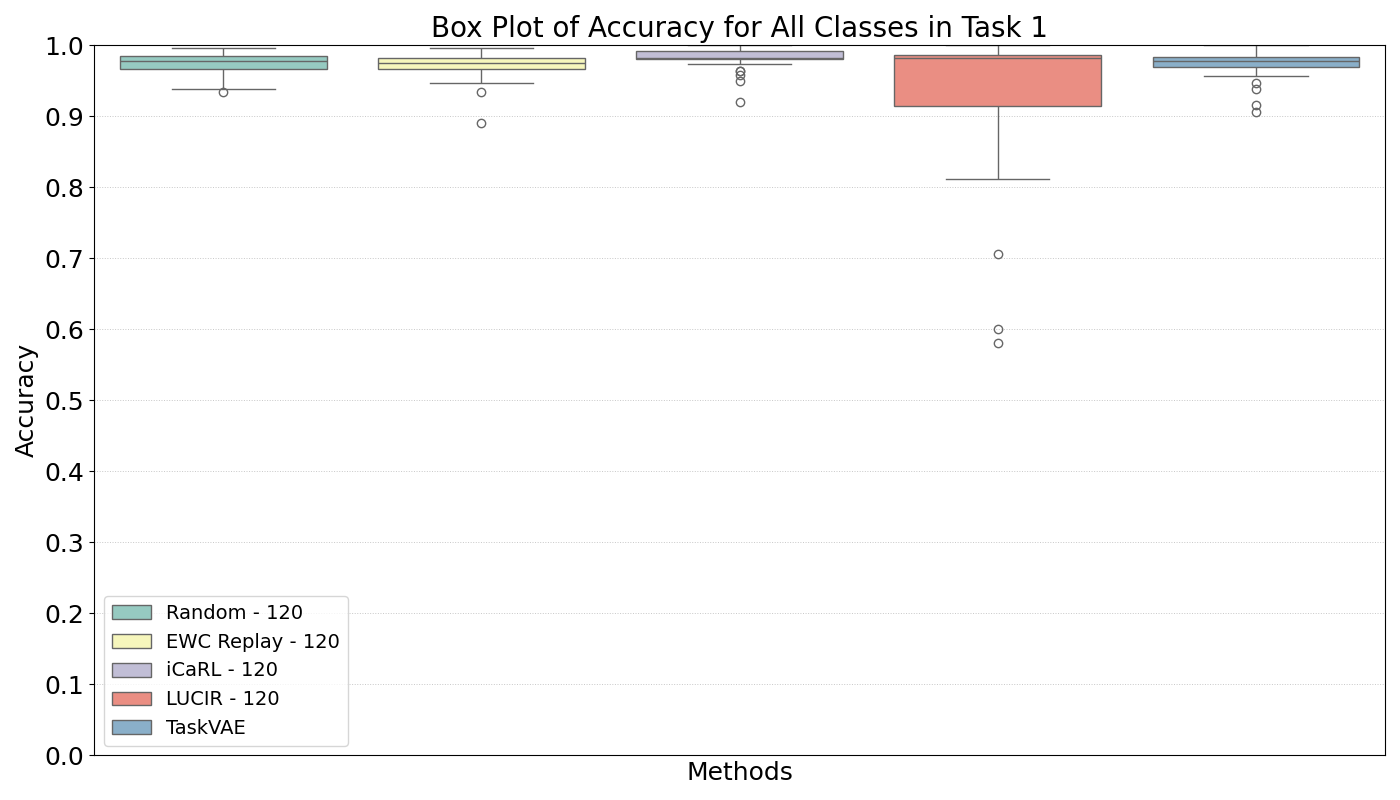 Box Plot of Accuracy for All Classes in Task 1
1.0
0.9
0.8
0.7
0.6
0.5
0.4
0.3
0.2
0.1
0.0
Accuracy
Random - 120
EWC Replay - 120
iCaRL - 120
LUCIR - 120
TaskVAE
Methods